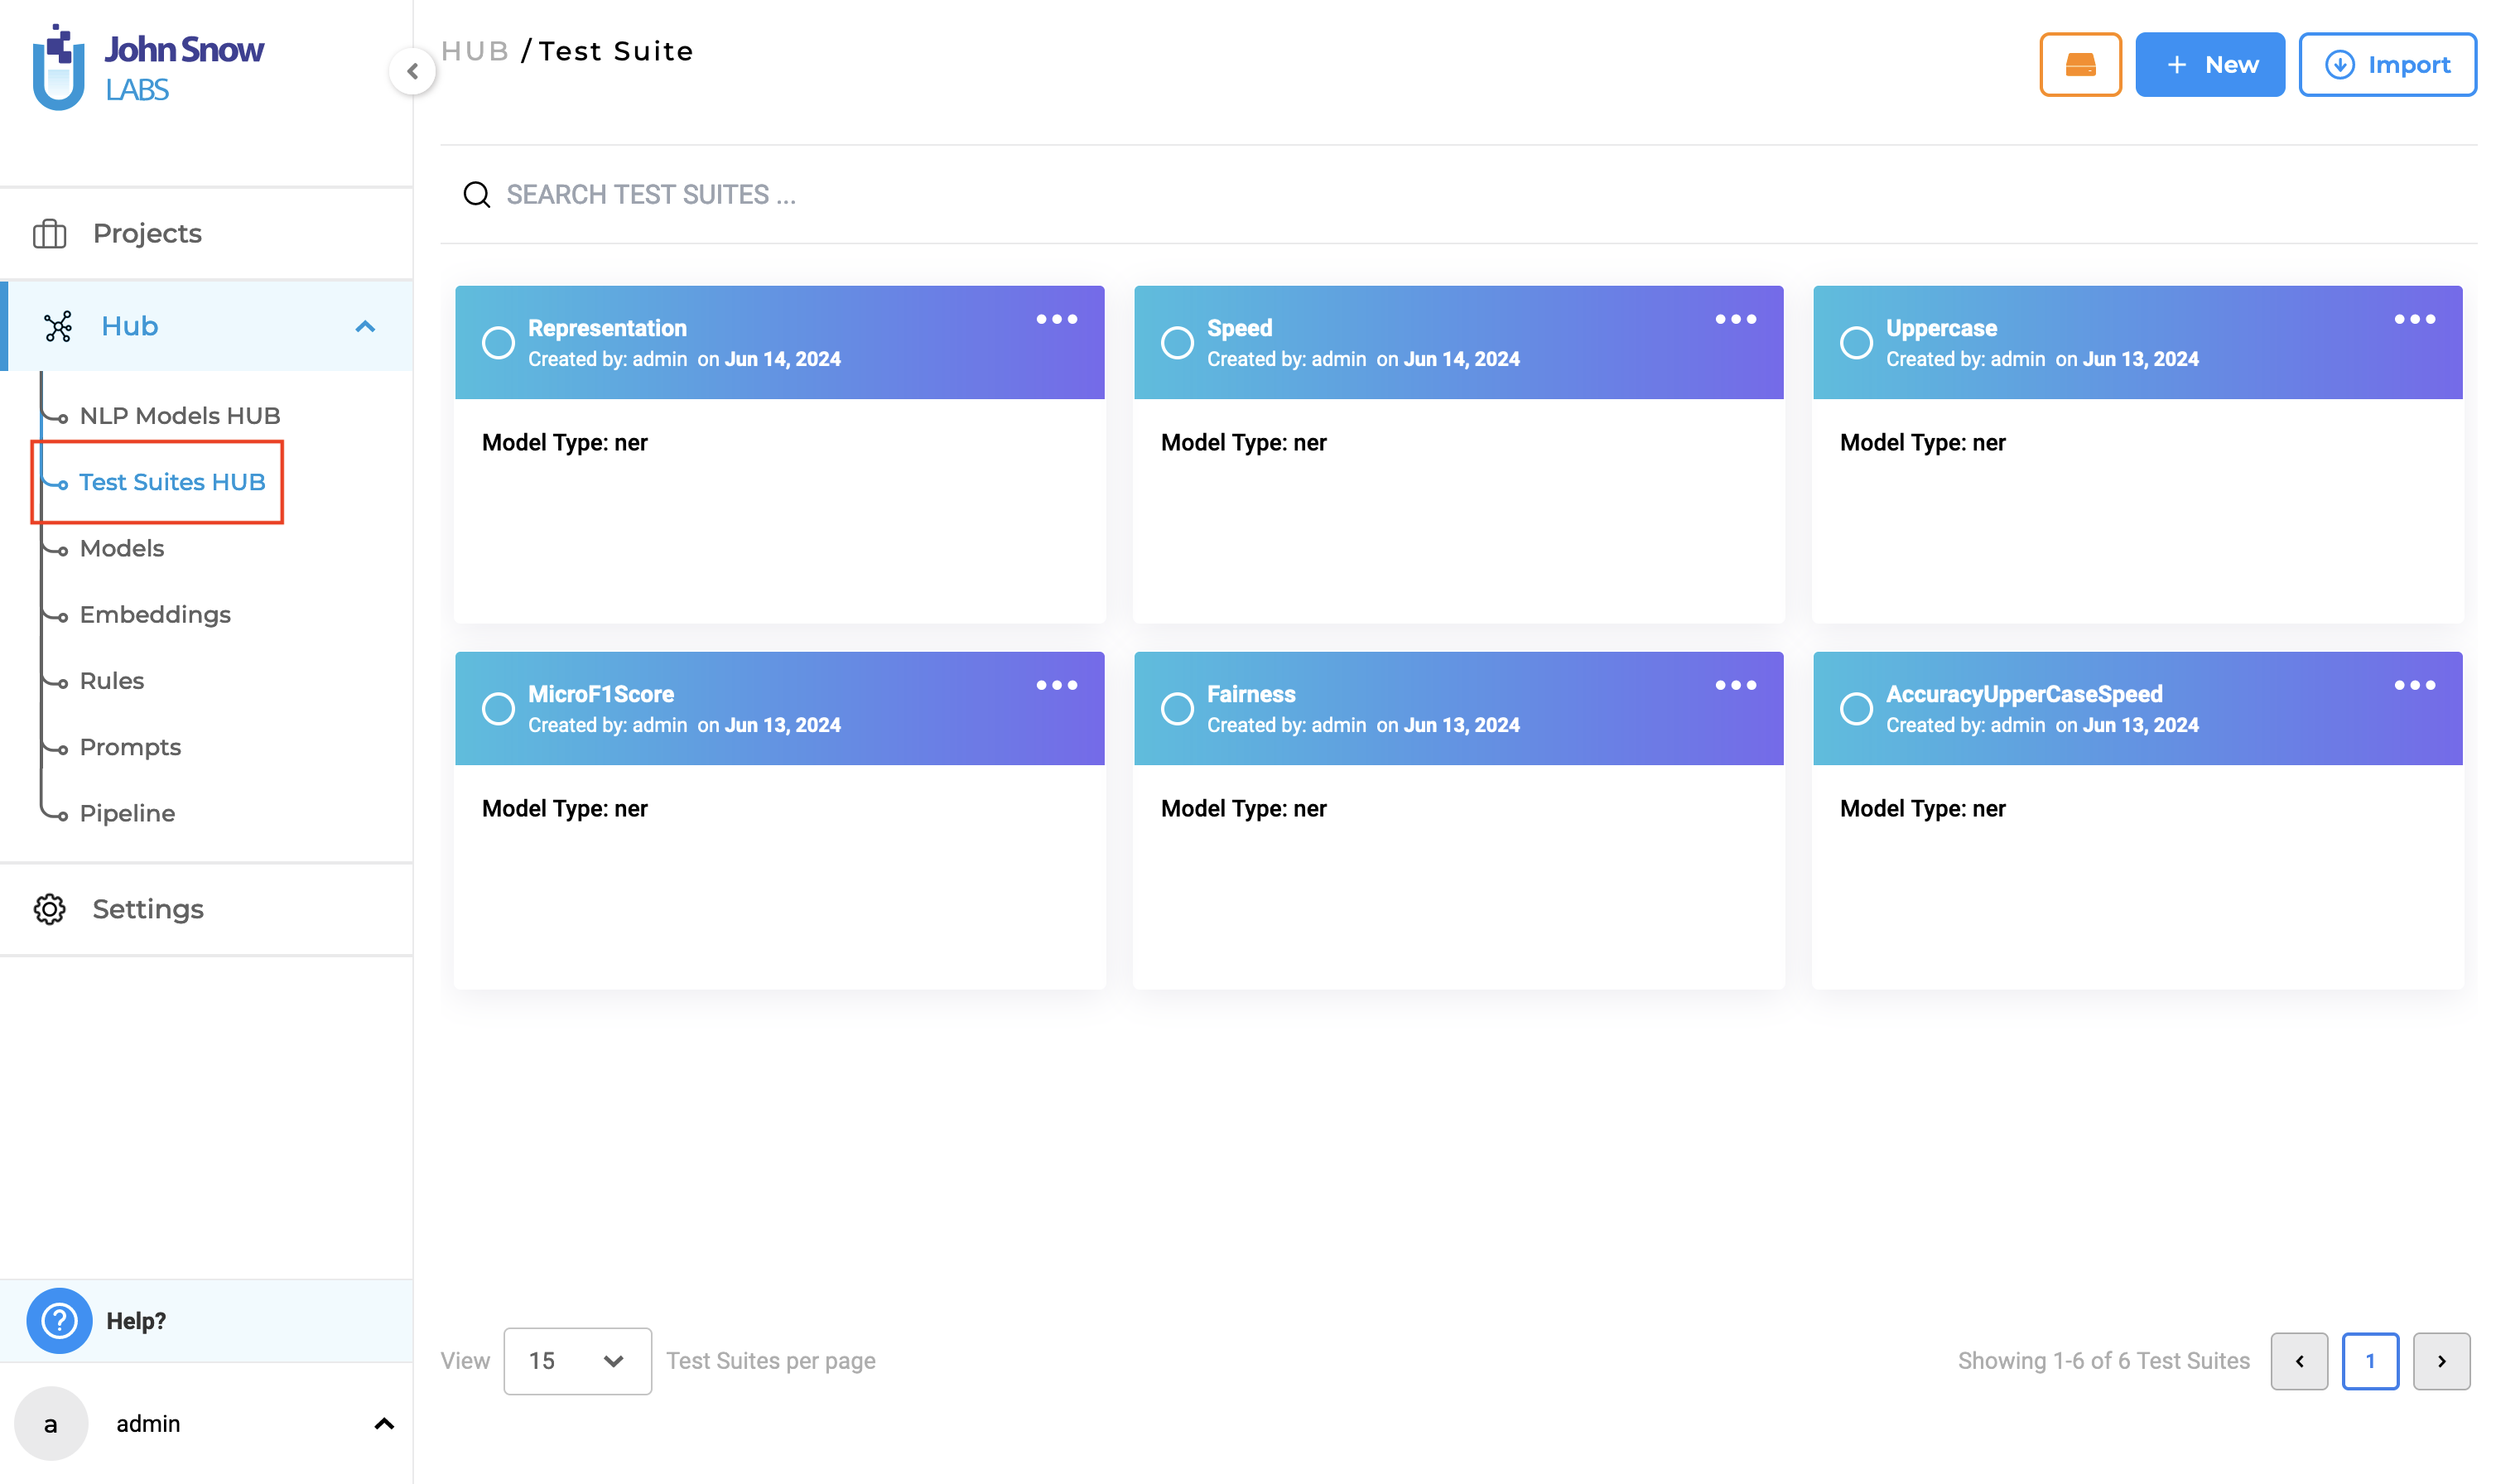 John Snow
LABS
Projects
Hub
NLP Models HUB
Test Suites HUB
Models
Embeddings
Rules
Prompts
Pipeline
Settings
Help?
a admin
HUB / Test Suite
+ New
Import
SEARCH TEST SUITES ...
Representation
Created by: admin on Jun 14, 2024
Model Type: ner
Speed
Created by: admin on Jun 14, 2024
Model Type: ner
Uppercase
Created by: admin on Jun 13, 2024
Model Type: ner
MicroF1Score
Created by: admin on Jun 13, 2024
Model Type: ner
Fairness
Created by: admin on Jun 13, 2024
Model Type: ner
AccuracyUpperCaseSpeed
Created by: admin on Jun 13, 2024
Model Type: ner
View 15 Test Suites per page
Showing 1-6 of 6 Test Suites
1